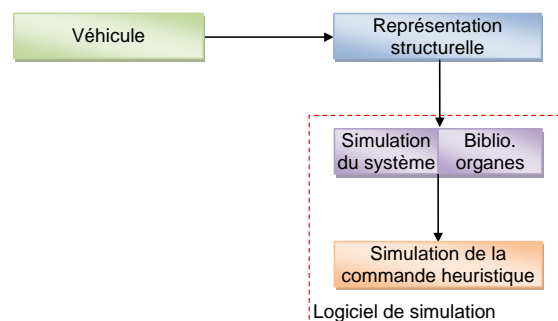 Véhicule
Représentation
structurelle
Simulation
du système
Biblio.
organes
Simulation de la
commande heuristique
Logiciel de simulation